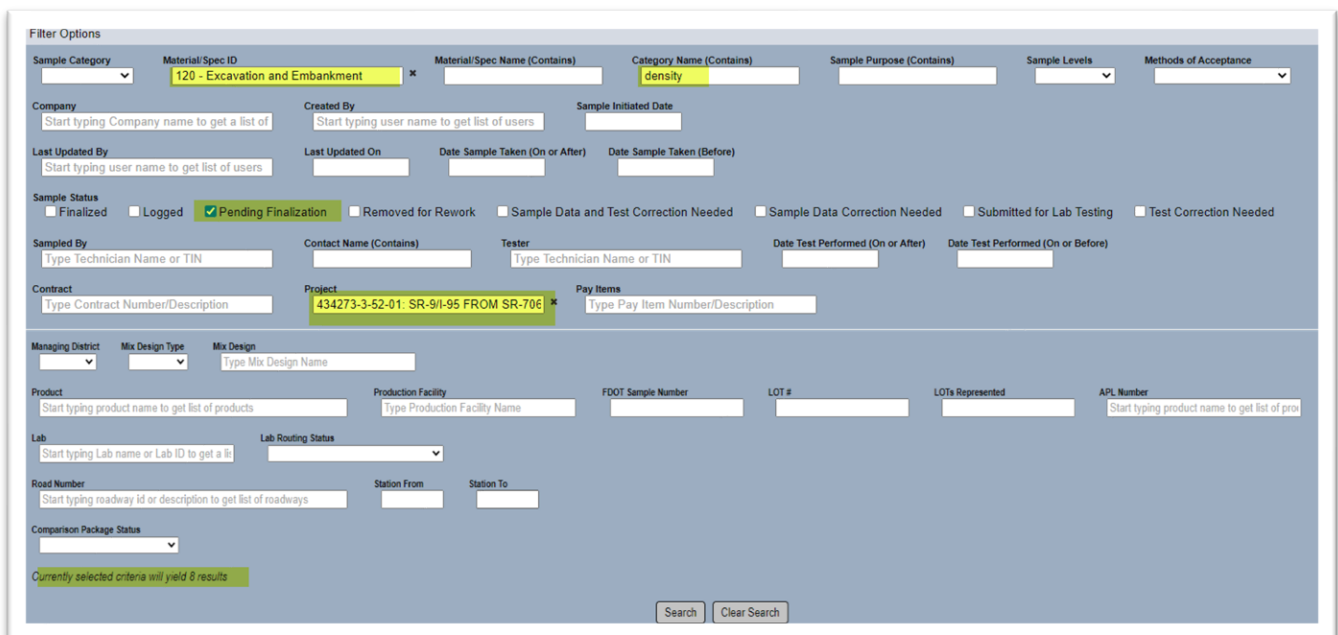 Filter Options
Sample Category Material/Spec ID Material/Spec Name (Contains) Category Name (Contains) Sample Purpose (Contains) Sample Levels Methods of Acceptance
120 - Excavation and Embankment density
Company Created By Sample Initiated Date
Start typing Company name to get a list of Start typing user name to get list of users
Last Updated By Last Updated On Date Sample Taken (On or After) Date Sample Taken (Before)
Start typing user name to get list of users
Sample Status
Finalized Logged Pending Finalization Removed for Rework Sample Data and Test Correction Needed Sample Data Correction Needed Submitted for Lab Testing Test Correction Needed
Sampled By Contact Name (Contains) Tester Date Test Performed (On or After) Date Test Performed (On or Before)
Type Technician Name or TIN Type Technician Name or TIN
Contract Project Pay Items
Type Contract Number/Description 434273-3-52-01: SR-9/I-95 FROM SR-706 Type Pay Item Number/Description
Managing District Mix Design Type Mix Design
Type Mix Design Name
Product Production Facility FDOT Sample Number LOT # LOTs Represented APL Number
Start typing product name to get list of products Type Production Facility Name Start typing product name to get list of
Lab Lab Routing Status
Start typing Lab name or Lab ID to get a
Road Number Station From Station To
Start typing roadway id or description to get list of roadways
Comparison Package Status
Currently selected criteria will yield 8 results
Search Clear Search